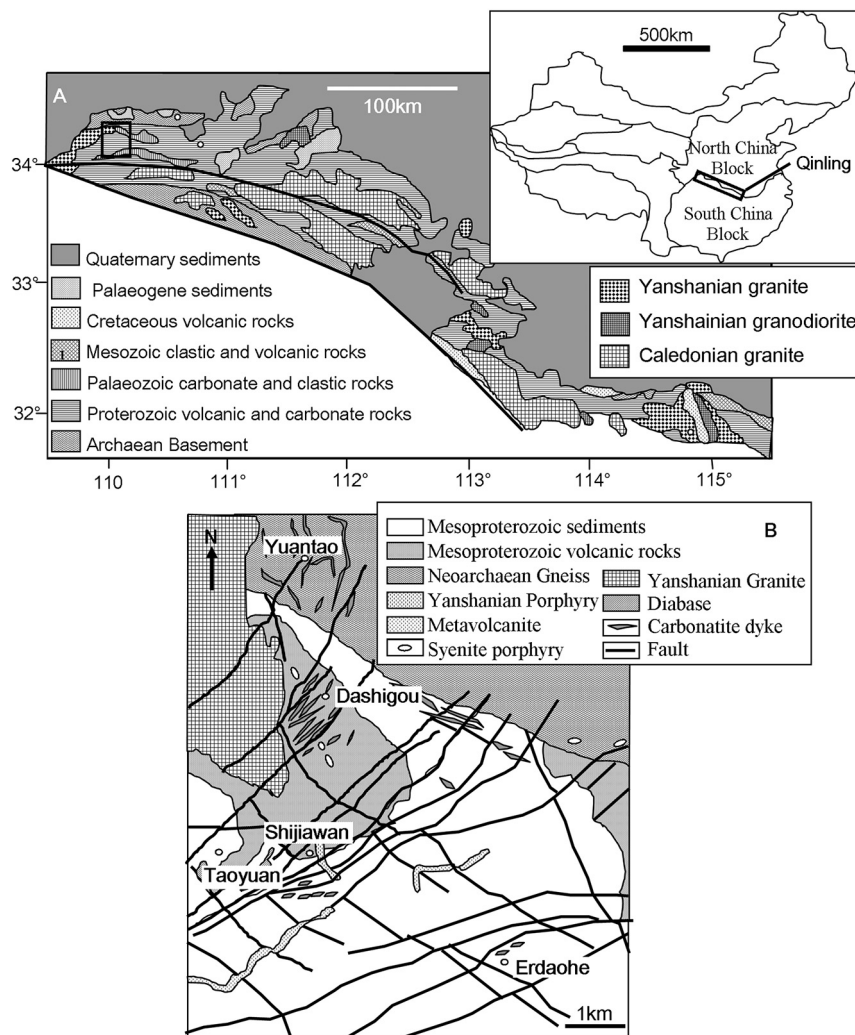 A
100km
34°
33°
32°
110
111°
112°
113°
114°
115°
Quaternary sediments
Palaeogene sediments
Cretaceous volcanic rocks
Mesozoic clastic and volcanic rocks
Palaeozoic carbonate and clastic rocks
Proterozoic volcanic and carbonate rocks
Archaean Basement
500km
North China
Block
Qinling
South China
Block
Yanshanian granite
Yanshainian granodiorite
Caledonian granite
B
Mesoproterozoic sediments
Mesoproterozoic volcanic rocks
Neoarchaean Gneiss
Yanshanian Porphyry
Metavolcanite
Syenite porphyry
Yanshanian Granite
Diabase
Carbonatite dyke
Fault
N
Yuantao
Dashigou
Shijiawan
Taoyuan
Erdaohe
1km